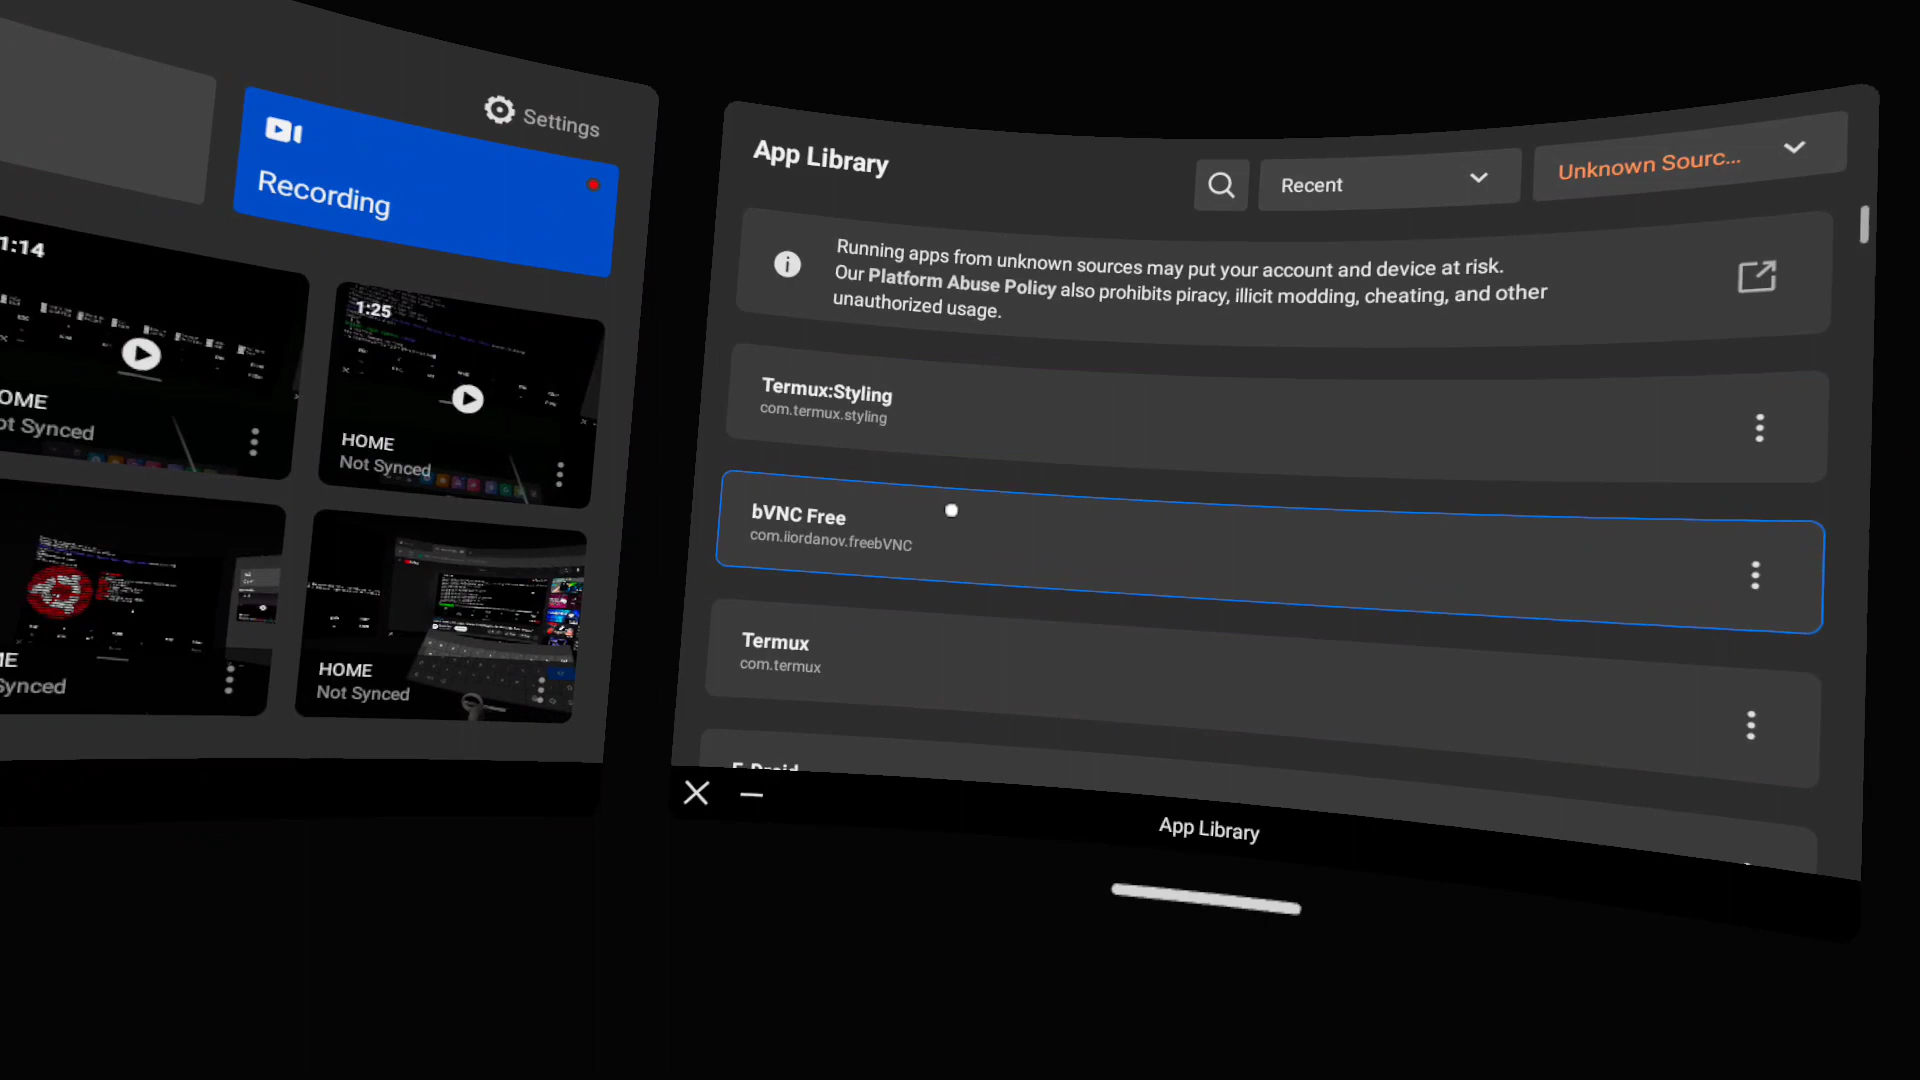 Settings
Recording
1:14
OME
ot Synced
1:25
HOME
Not Synced
E
Synced
HOME
Not Synced
App Library
Recent
Unknown Sourc...
Running apps from unknown sources may put your account and device at risk.
Our Platform Abuse Policy also prohibits piracy, illicit modding, cheating, and other
unauthorized usage.
Termux:Styling
com.termux.styling
bVNC Free
com.iiordanov.freebVNC
Termux
com.termux
App Library